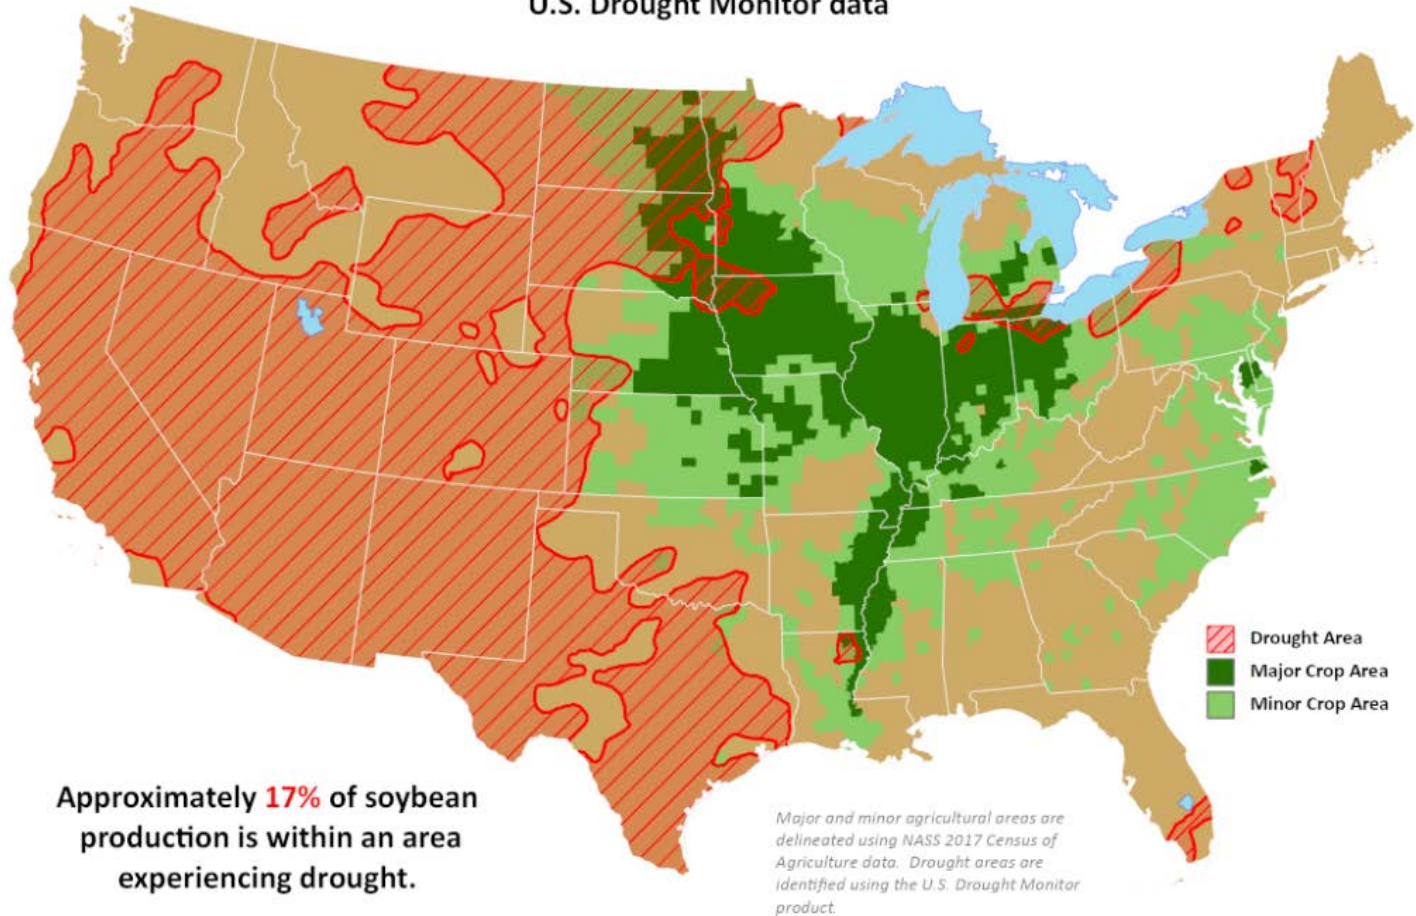 U.S. Drought Monitor data
Drought Area
Major Crop Area
Minor Crop Area
Approximately 17% of soybean
production is within an area
experiencing drought.
Major and minor agricultural areas are
delineated using NASS 2017 Census of
Agriculture data.  Drought areas are
identified using the U.S. Drought Monitor
product.